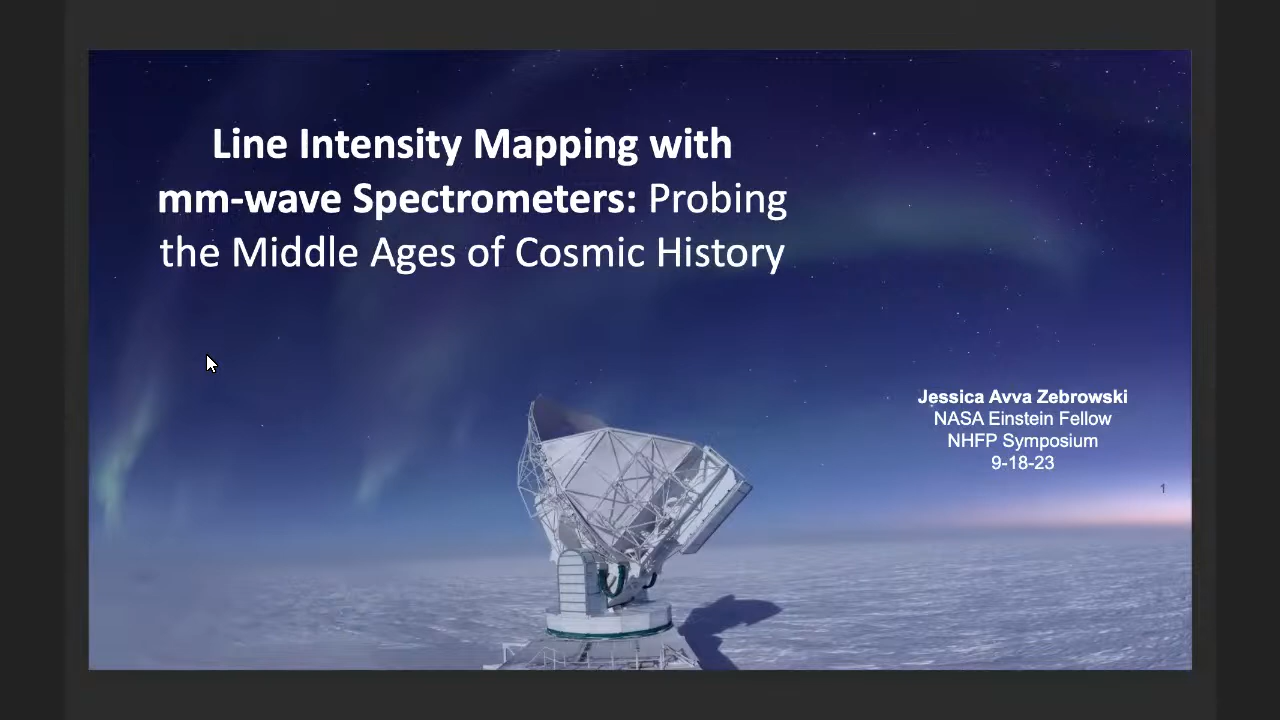 Line Intensity Mapping with
mm-wave Spectrometers: Probing
the Middle Ages of Cosmic History
Jessica Avva Zebrowski
NASA Einstein Fellow
NHFP Symposium
9-18-23
1